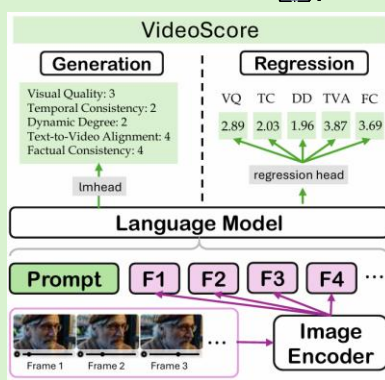 VideoScore
Generation
Visual Quality: 3
Temporal Consistency: 2
Dynamic Degree: 2
Text-to-Video Alignment: 4
Factual Consistency: 4
lmhead
Regression
VQ TC DD TVA FC
2.89 2.03 1.96 3.87 3.69
regression head
Language Model
Prompt F1 F2 F3 F4 ...
... Image
Encoder
Frame 1 Frame 2 Frame 3